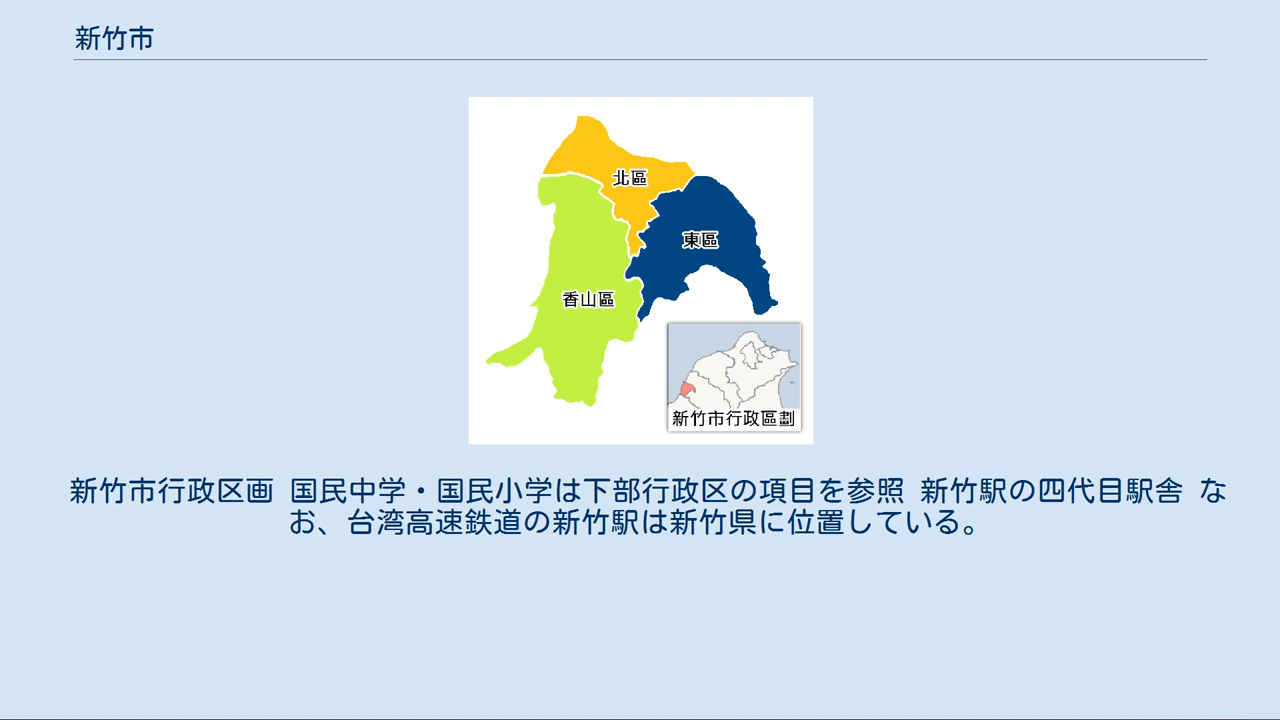 新竹市
北區
東區
香山區
新竹市行政區劃
新竹市行政区画 国民中学・国民小学は下部行政区の項目を参照 新竹駅の四代目駅舎 な
お、台湾高速鉄道の新竹駅は新竹県に位置している。